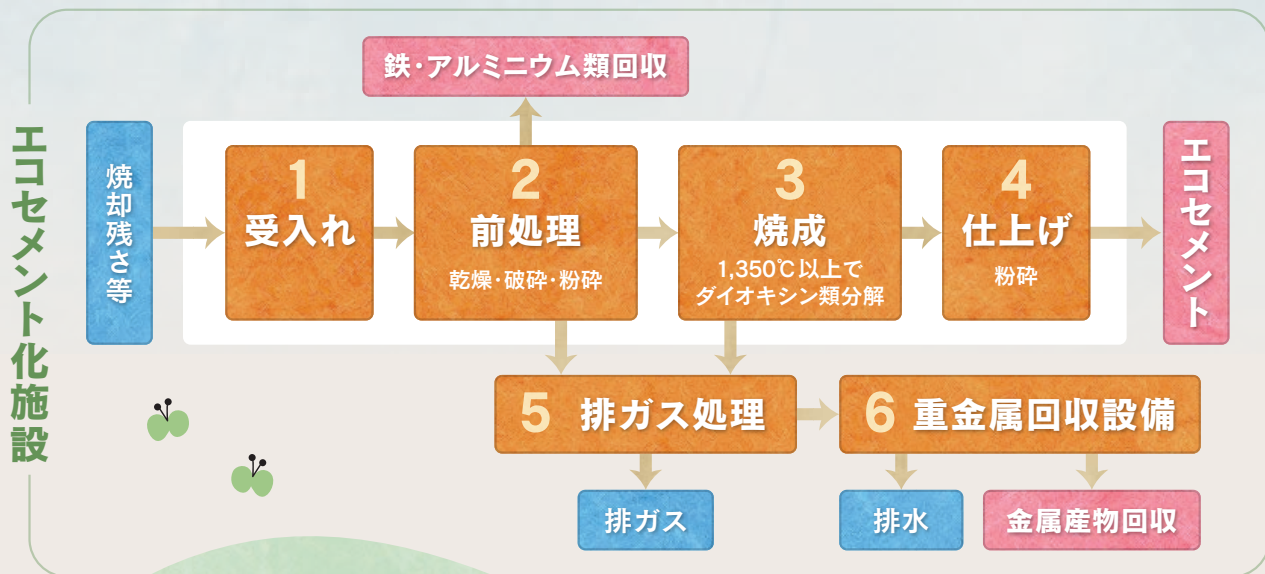 エコセメント化施設
鉄・アルミニウム類回収
焼却残さ等
1
受入れ
2
前処理
乾燥・破砕・粉砕
3
焼成
1,350℃以上で
ダイオキシン類分解
4
仕上げ
粉砕
エコセメント
5 排ガス処理
6 重金属回収設備
排ガス
排水
金属産物回収